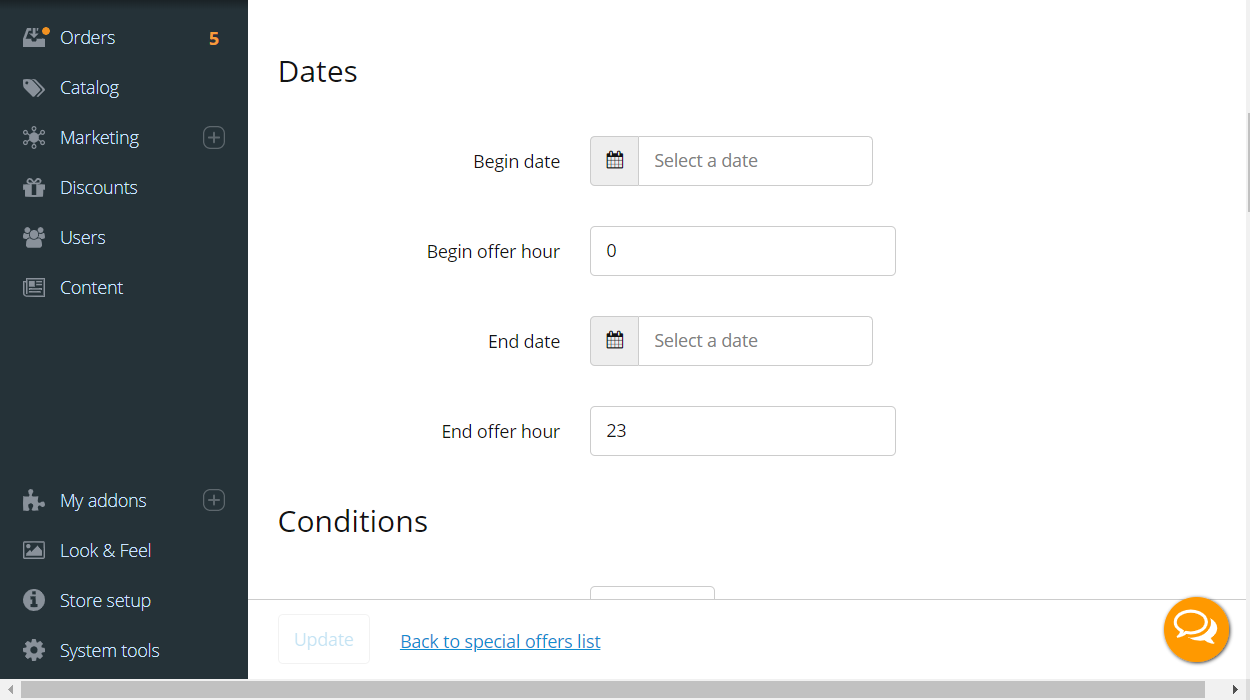 Orders 5
Catalog
Marketing
Discounts
Users
Content
My addons
Look & Feel
Store setup
System tools
Dates
Begin date Select a date
Begin offer hour 0
End date Select a date
End offer hour 23
Conditions
Update Back to special offers list